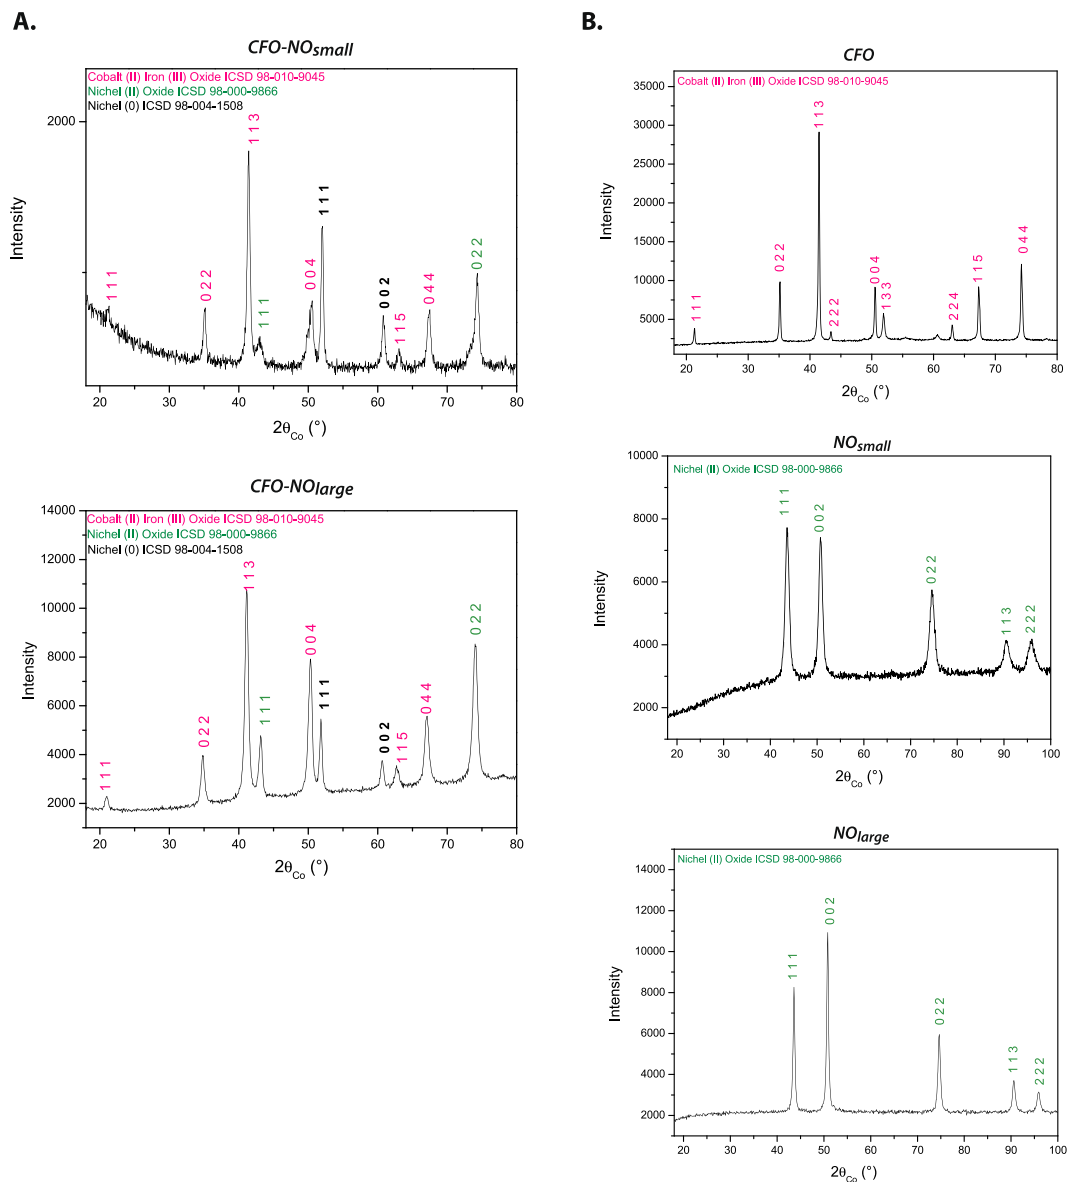 A.
CFO-NOsmall
Cobalt (II) Iron (III) Oxide ICSD 98-010-9045
Nichel (II) Oxide ICSD 98-000-9866
Nichel (0) ICSD 98-004-1508
2000
Intensity
1 1 1
0 2 2
1 1 3
1 1 1
0 0 4
1 1 1
0 0 2
1 1 5
0 4 4
0 2 2
20 30 40 50 60 70 80
2θCo (°)
CFO-NOlarge
Cobalt (II) Iron (III) Oxide ICSD 98-010-9045
Nichel (II) Oxide ICSD 98-000-9866
Nichel (0) ICSD 98-004-1508
14000
12000
10000
8000
6000
4000
2000
Intensity
1 1 1
0 2 2
1 1 3
1 1 1
0 0 4
1 1 1
0 0 2
1 1 5
0 4 4
0 2 2
20 30 40 50 60 70 80
2θCo (°)
B.
CFO
Cobalt (II) Iron (III) Oxide ICSD 98-010-9045
35000
30000
25000
20000
15000
10000
5000
Intensity
1 1 1
0 2 2
1 1 3
2 2 2
0 0 4
1 3 3
2 2 4
1 1 5
0 4 4
20 30 40 50 60 70 80
2θCo (°)
NOsmall
Nichel (II) Oxide ICSD 98-000-9866
10000
8000
6000
4000
2000
Intensity
1 1 1
0 0 2
0 2 2
1 1 3
2 2 2
20 30 40 50 60 70 80 90 100
2θCo (°)
NOlarge
Nichel (II) Oxide ICSD 98-000-9866
14000
12000
10000
8000
6000
4000
2000
Intensity
1 1 1
0 0 2
0 2 2
1 1 3
2 2 2
20 30 40 50 60 70 80 90 100
2θCo (°)